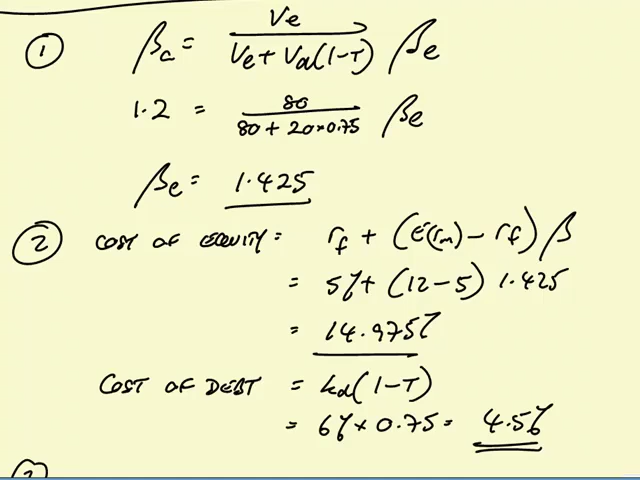 ① βa = Ve / (Ve + Vd(1-T)) βe
1.2 = 80 / (80 + 20×0.75) βe
βe = 1.425
② COST OF EQUITY = rf + (E(rm) - rf) β
= 5% + (12 - 5) 1.425
= 14.975%
COST OF DEBT = kd(1-T)
= 6% × 0.75 = 4.5%